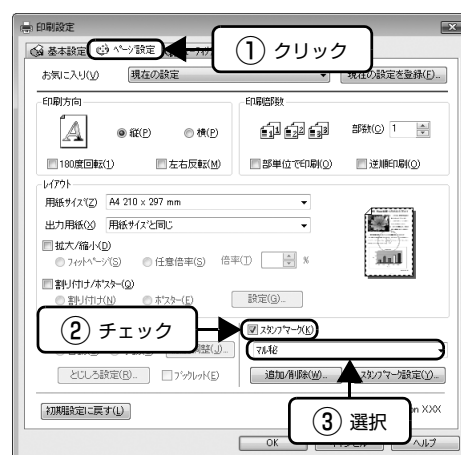 印刷設定
基本設定 ページ設定
① クリック
お気に入り(V) 現在の設定 現在の設定を登録(F)...
印刷方向 印刷部数
縦(P) 横(R) 部数(C) 1
180度回転(1) 左右反転(M) 部単位で印刷(O) 逆順印刷(O)
レイアウト
用紙サイズ(Z) A4 210 x 297 mm
出力用紙(X) 用紙サイズと同じ
拡大/縮小(D)
フィットページ(S) 任意倍率(S) 倍率(T) %
割り付け/ポスター(Q)
割り付け(N) ポスター(E) 設定(G)...
② チェック
スタンプマーク(K)
調整(J)... マル秘
とじしろ設定(R)... ブックレット(E) 追加/削除(W)... スタンプマーク設定(Y)...
③ 選択
初期設定に戻す(L) XXX
OK ヘルプ